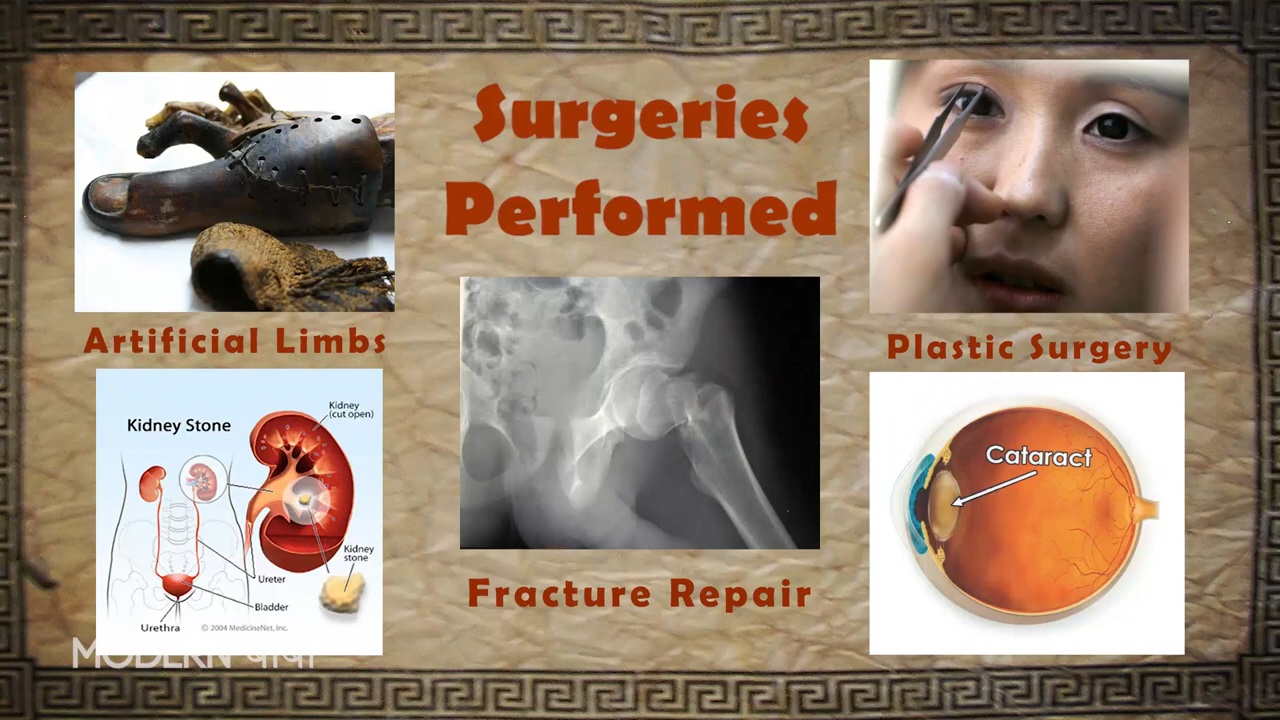 Surgeries
Performed
Artificial Limbs
Plastic Surgery
Kidney Stone
Kidney
(cut open)
Kidney
stone
Ureter
Bladder
Urethra
© 2004 MedicineNet, Inc.
Cataract
Fracture Repair
MODERN चाचा